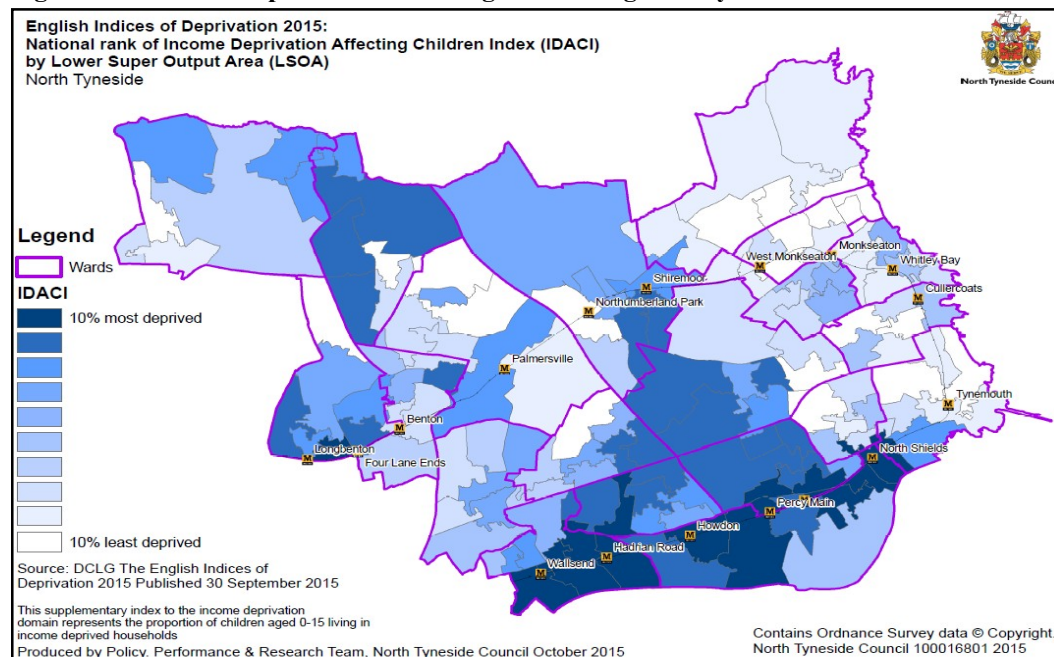 English Indices of Deprivation 2015:
National rank of Income Deprivation Affecting Children Index (IDACI)
by Lower Super Output Area (LSOA)
North Tyneside
Monkseaton
West Monkseaton
Whitley Bay
Shiremoor
Cullercoats
Northumberland Park
Palmersville
Tynemouth
Benton
Longbenton
Four Lane Ends
North Shields
Percy Main
Howdon
Hadrian Road
Wallsend
Legend
Wards
IDACI
10% most deprived
10% least deprived
Source: DCLG The English Indices of
Deprivation 2015 Published 30 September 2015
This supplementary index to the income deprivation
domain represents the proportion of children aged 0-15 living in
income deprived households
Produced by Policy, Performance & Research Team, North Tyneside Council October 2015
Contains Ordnance Survey data © Copyright.
North Tyneside Council 100016801 2015